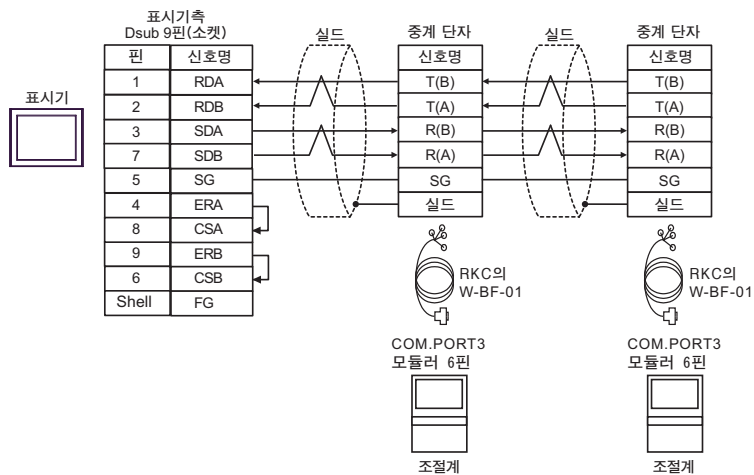 표시기측
Dsub 9핀(소켓)
실드
중계 단자
실드
중계 단자
핀 신호명
신호명
신호명
1 RDA
T(B)
T(B)
표시기
2 RDB
T(A)
T(A)
3 SDA
R(B)
R(B)
7 SDB
R(A)
R(A)
5 SG
SG
SG
4 ERA
실드
실드
8 CSA
9 ERB
6 CSB
Shell FG
RKC의
W-BF-01
RKC의
W-BF-01
COM.PORT3
모듈러 6핀
COM.PORT3
모듈러 6핀
조절계
조절계